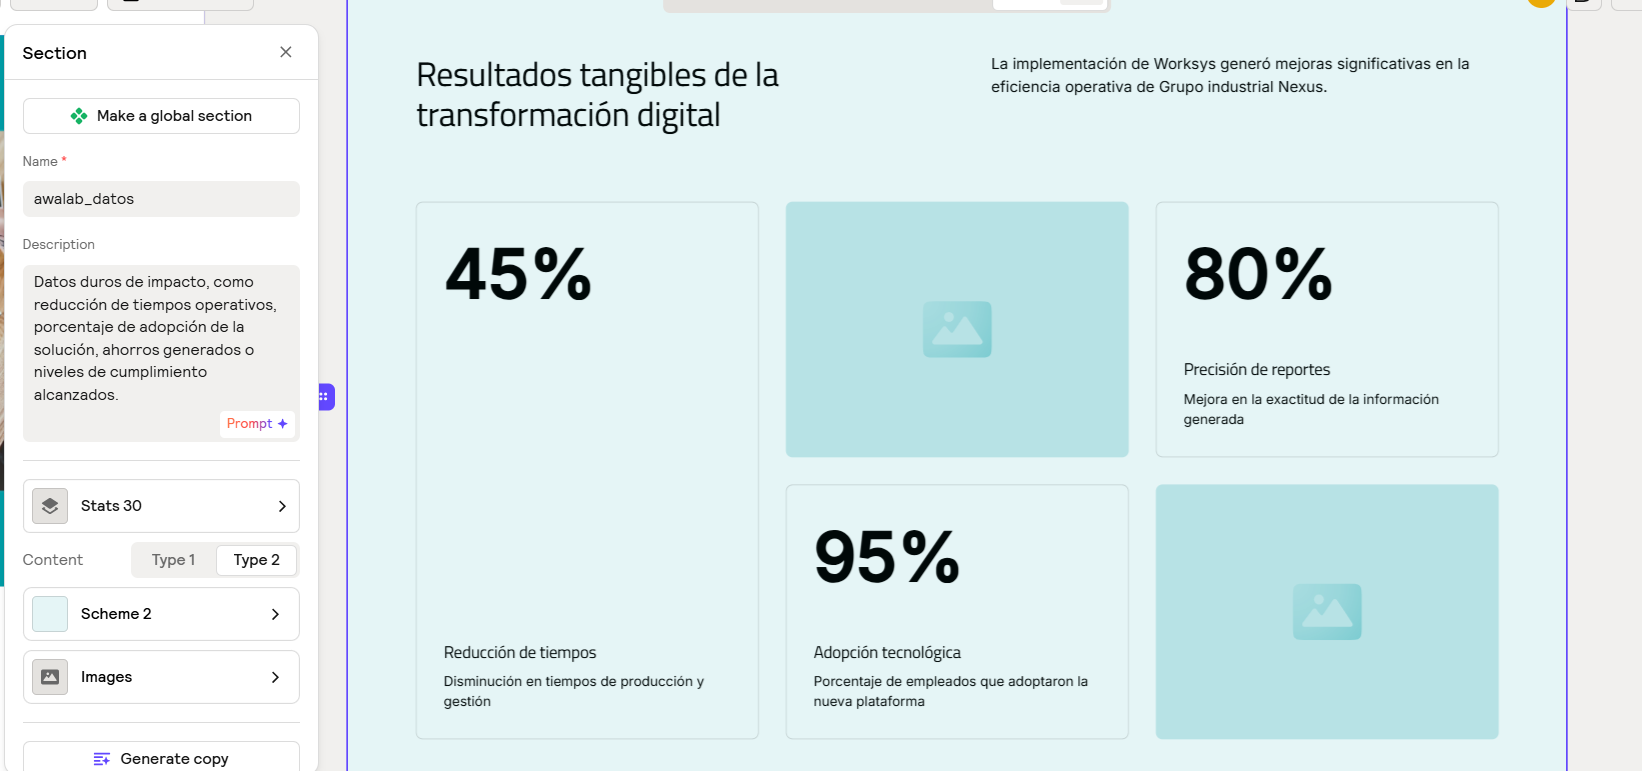 Section
Make a global section
Name *
awalab_datos
Description
Datos duros de impacto, como
reducción de tiempos operativos,
porcentaje de adopción de la
solución, ahorros generados o
niveles de cumplimiento
alcanzados.
Prompt
Stats 30
Content
Type 1
Type 2
Scheme 2
Images
Generate copy
Resultados tangibles de la
transformación digital
La implementación de Worksys generó mejoras significativas en la
eficiencia operativa de Grupo industrial Nexus.
45%
Reducción de tiempos
Disminución en tiempos de producción y
gestión
80%
Precisión de reportes
Mejora en la exactitud de la información
generada
95%
Adopción tecnológica
Porcentaje de empleados que adoptaron la
nueva plataforma